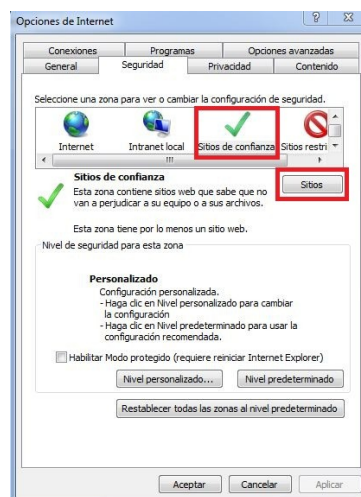 Opciones de Internet
Conexiones Programas Opciones avanzadas
General Seguridad Privacidad Contenido
Seleccione una zona para ver o cambiar la configuración de seguridad.
Internet Intranet local Sitios de confianza Sitios restri
Sitios de confianza
Sitios
Esta zona contiene sitios web que sabe que no
van a perjudicar a su equipo o a sus archivos.
Esta zona tiene por lo menos un sitio web.
Nivel de seguridad para esta zona
Personalizado
Configuración personalizada.
- Haga clic en Nivel personalizado para cambiar
la configuración
- Haga clic en Nivel predeterminado para usar la
configuración recomendada.
Habilitar Modo protegido (requiere reiniciar Internet Explorer)
Nivel personalizado... Nivel predeterminado
Restablecer todas las zonas al nivel predeterminado
Aceptar Cancelar Aplicar